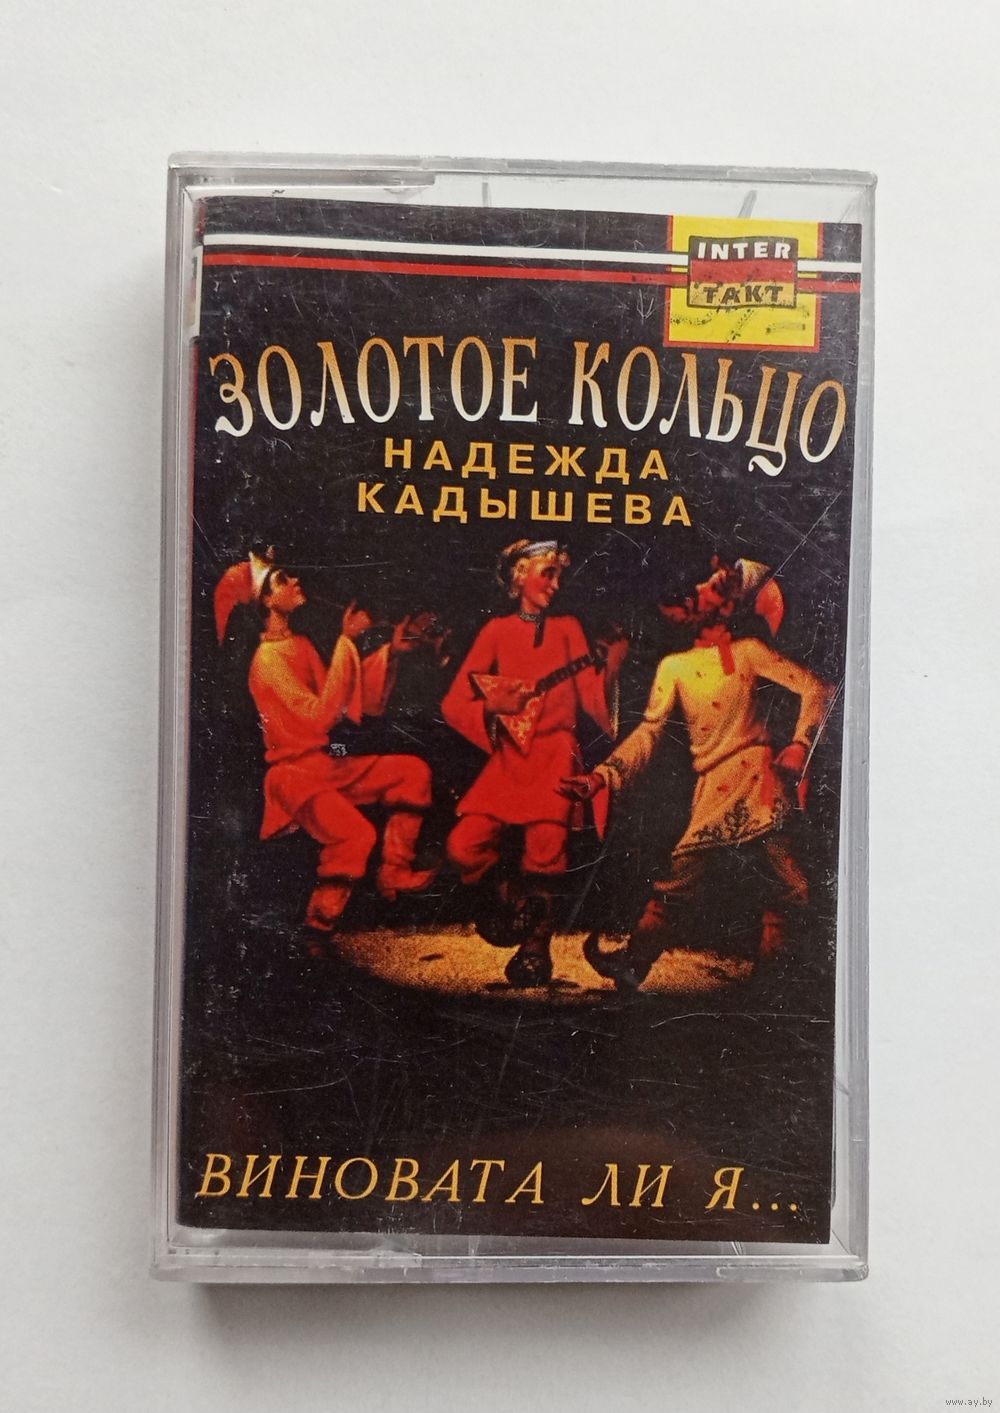 INTER
TAKT
ЗОЛОТОЕ КОЛЬЦО
НАДЕЖДА
КАДЫШЕВА
ВИНОВАТА ЛИ Я...
www.ay.by